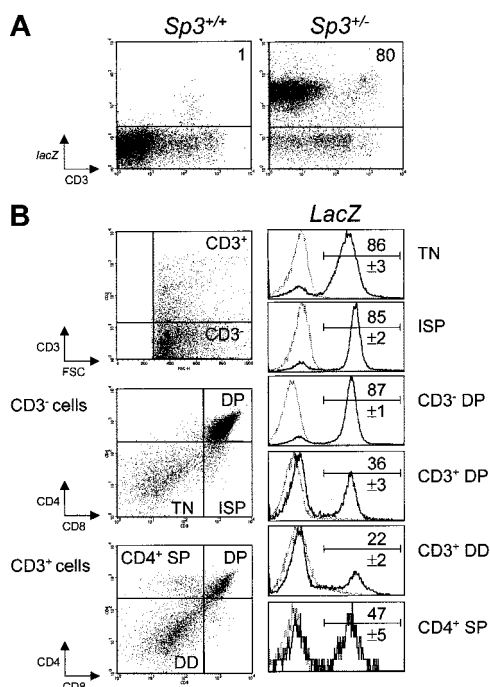 A
Sp3+/+
Sp3+/-
1
80
lacZ
CD3
B
LacZ
CD3+
CD3-
CD3
FSC
86
±3
TN
85
±2
ISP
CD3- cells
DP
TN
ISP
CD4
CD8
87
±1
CD3- DP
36
±3
CD3+ DP
CD3+ cells
CD4+ SP
DP
DD
CD4
CD8
22
±2
CD3+ DD
47
±5
CD4+ SP